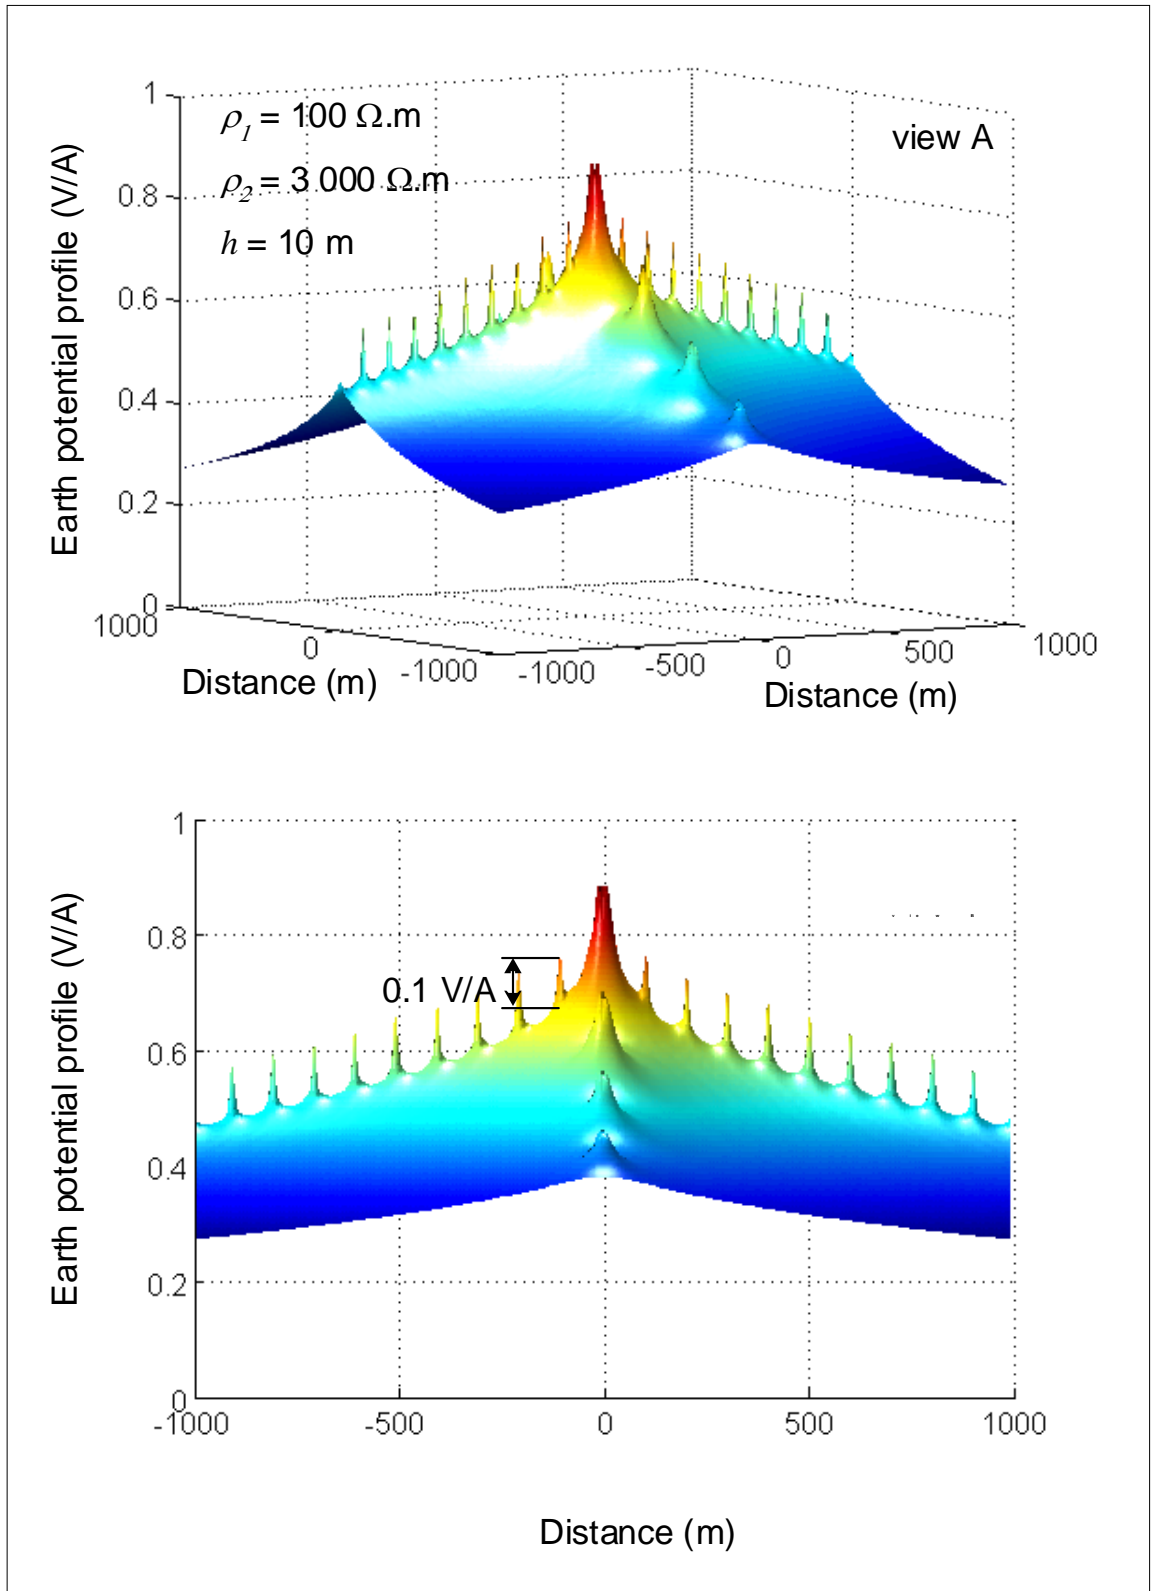 1
ρ1 = 100 Ω.m
view A
0.8
ρ2 = 3 000 Ω.m
h = 10 m
0.6
0.4
0.2
0
Earth potential profile (V/A)
1000
0
-1000
-1000
-500
0
500
1000
Distance (m)
Distance (m)
1
0.8
0.1 V/A
0.6
0.4
0.2
0
Earth potential profile (V/A)
-1000
-500
0
500
1000
Distance (m)